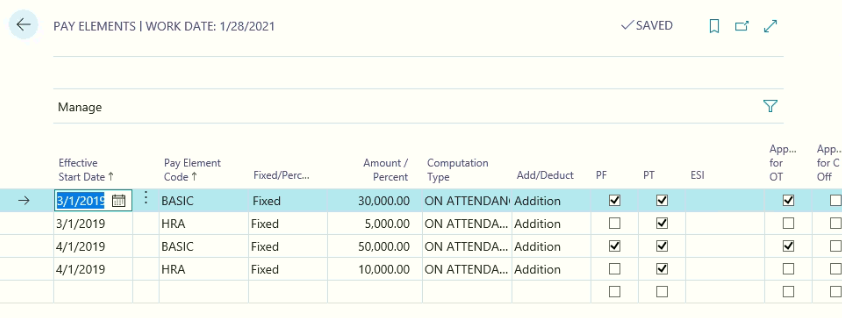 PAY ELEMENTS | WORK DATE: 1/28/2021 SAVED
Manage
Effective Start Date ↑ Pay Element Code ↑ Fixed/Perc... Amount / Percent Computation Type Add/Deduct PF PT ESI App... for OT App... for C Off
3/1/2019 BASIC Fixed 30,000.00 ON ATTENDAN Addition
3/1/2019 HRA Fixed 5,000.00 ON ATTENDA... Addition
4/1/2019 BASIC Fixed 50,000.00 ON ATTENDA... Addition
4/1/2019 HRA Fixed 10,000.00 ON ATTENDA... Addition